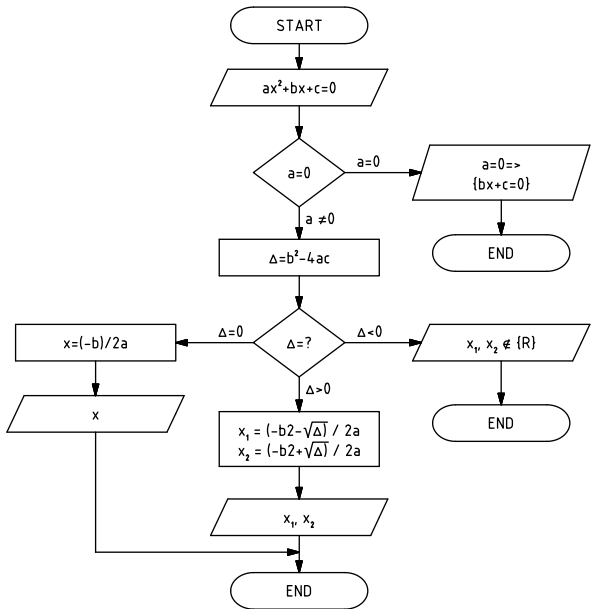 START
ax²+bx+c=0
a=0
a=0
a=0=>
{bx+c=0}
END
a ≠0
Δ=b²-4ac
Δ=?
Δ=0
x=(-b)/2a
x
Δ<0
x₁, x₂ ∉ {R}
END
Δ>0
x₁ = (-b2-√Δ) / 2a
x₂ = (-b2+√Δ) / 2a
x₁, x₂
END